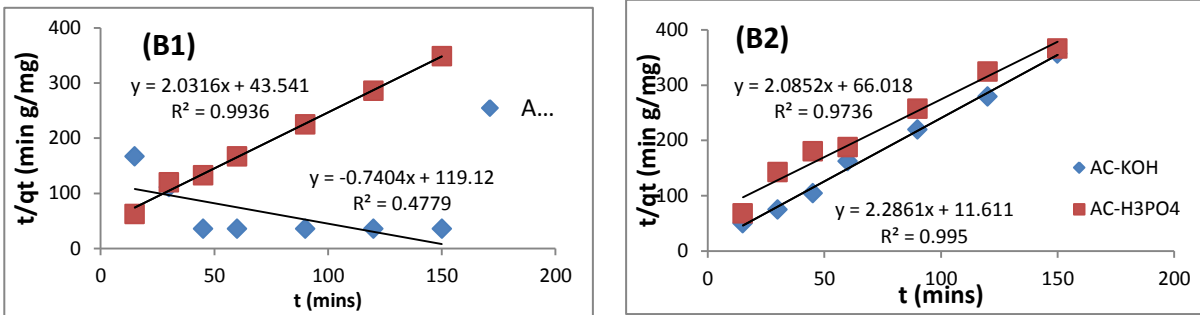 (B1)
400
300
200
100
0
0
50
100
150
200
t/qt (min g/mg)
t (mins)
y = 2.0316x + 43.541
R² = 0.9936
y = -0.7404x + 119.12
R² = 0.4779
A...
(B2)
400
300
200
100
0
0
50
100
150
200
t/qt (min g/mg)
t (mins)
y = 2.0852x + 66.018
R² = 0.9736
y = 2.2861x + 11.611
R² = 0.995
AC-KOH
AC-H3PO4